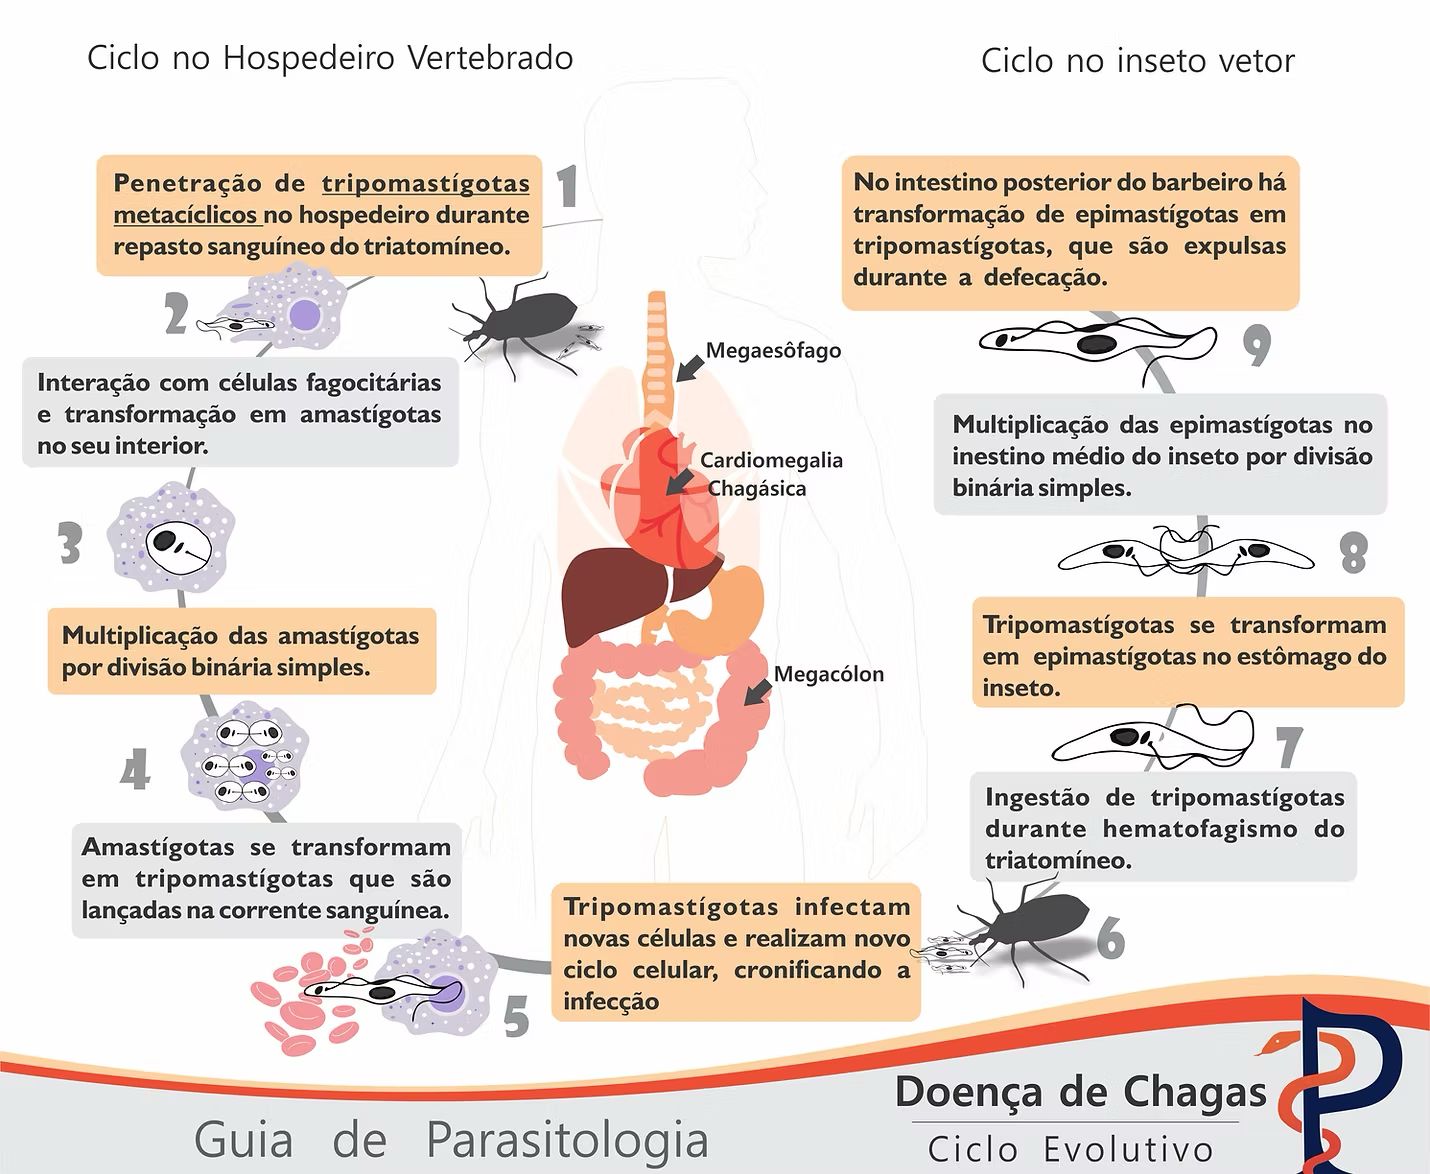 Ciclo no Hospedeiro Vertebrado
Ciclo no inseto vetor
Penetração de tripomastígotas
metacíclicos no hospedeiro durante
repasto sanguíneo do triatomíneo.
1
2
Interação com células fagocitárias
e transformação em amastígotas
no seu interior.
3
Multiplicação das amastígotas
por divisão binária simples.
4
Amastígotas se transformam
em tripomastígotas que são
lançadas na corrente sanguínea.
5
Megaesôfago
Cardiomegalia
Chagásica
Megacólon
Tripomastígotas infectam
novas células e realizam novo
ciclo celular, cronificando a
infecção
6
No intestino posterior do barbeiro há
transformação de epimastígotas em
tripomastígotas, que são expulsas
durante a defecação.
9
Multiplicação das epimastígotas no
inestino médio do inseto por divisão
binária simples.
8
Tripomastígotas se transformam
em epimastígotas no estômago do
inseto.
7
Ingestão de tripomastígotas
durante hematofagismo do
triatomíneo.
Guia de Parasitologia
Doença de Chagas
Ciclo Evolutivo
P